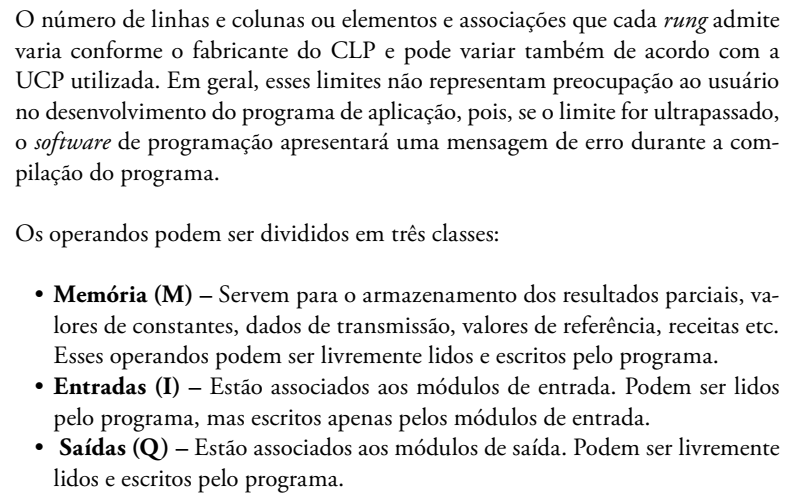 O número de linhas e colunas ou elementos e associações que cada rung admite
varia conforme o fabricante do CLP e pode variar também de acordo com a
UCP utilizada. Em geral, esses limites não representam preocupação ao usuário
no desenvolvimento do programa de aplicação, pois, se o limite for ultrapassado,
o software de programação apresentará uma mensagem de erro durante a com-
pilação do programa.
Os operandos podem ser divididos em três classes:
• Memória (M) – Servem para o armazenamento dos resultados parciais, va-
lores de constantes, dados de transmissão, valores de referência, receitas etc.
Esses operandos podem ser livremente lidos e escritos pelo programa.
• Entradas (I) – Estão associados aos módulos de entrada. Podem ser lidos
pelo programa, mas escritos apenas pelos módulos de entrada.
• Saídas (Q) – Estão associados aos módulos de saída. Podem ser livremente
lidos e escritos pelo programa.